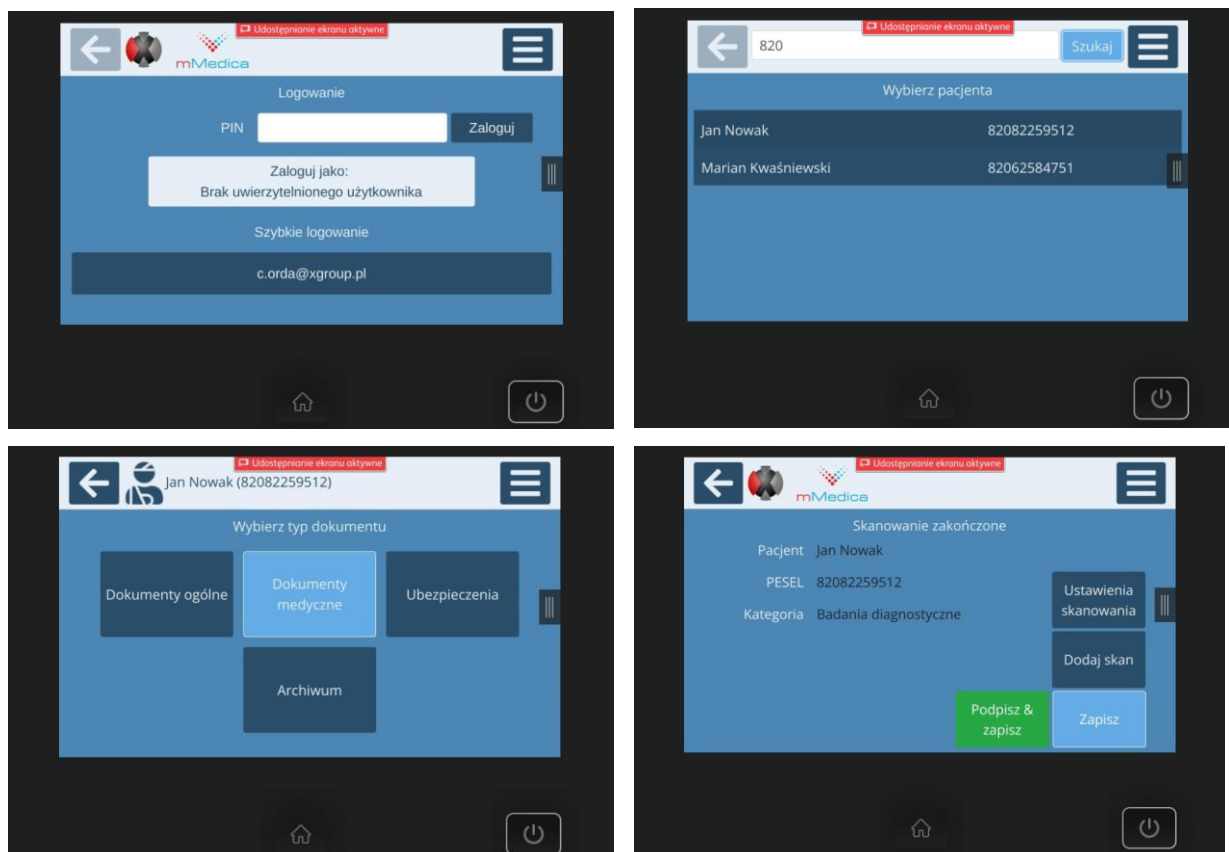 Udostępnianie ekranu aktywne
mMedica
Logowanie
PIN
Zaloguj
Zaloguj jako:
Brak uwierzytelnionego użytkownika
Szybkie logowanie
c.orda@xgroup.pl
Udostępnianie ekranu aktywne
820
Szukaj
Wybierz pacjenta
Jan Nowak 82082259512
Marian Kwaśniewski 82062584751
Udostępnianie ekranu aktywne
Jan Nowak (82082259512)
Wybierz typ dokumentu
Dokumenty ogólne
Dokumenty
medyczne
Ubezpieczenia
Archiwum
Udostępnianie ekranu aktywne
mMedica
Skanowanie zakończone
Pacjent Jan Nowak
PESEL 82082259512
Kategoria Badania diagnostyczne
Ustawienia
skanowania
Dodaj skan
Podpisz &
zapisz
Zapisz